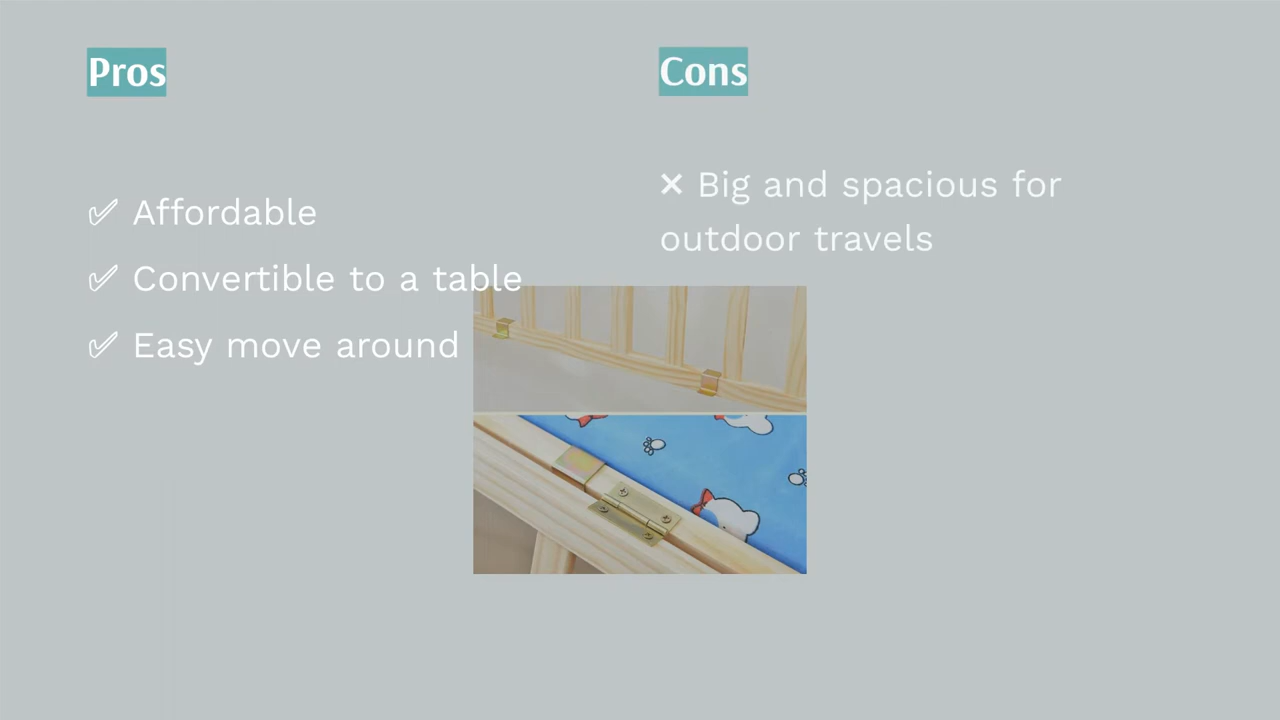 Pros
✅ Affordable
✅ Convertible to a table
✅ Easy move around
Cons
❌ Big and spacious for
outdoor travels